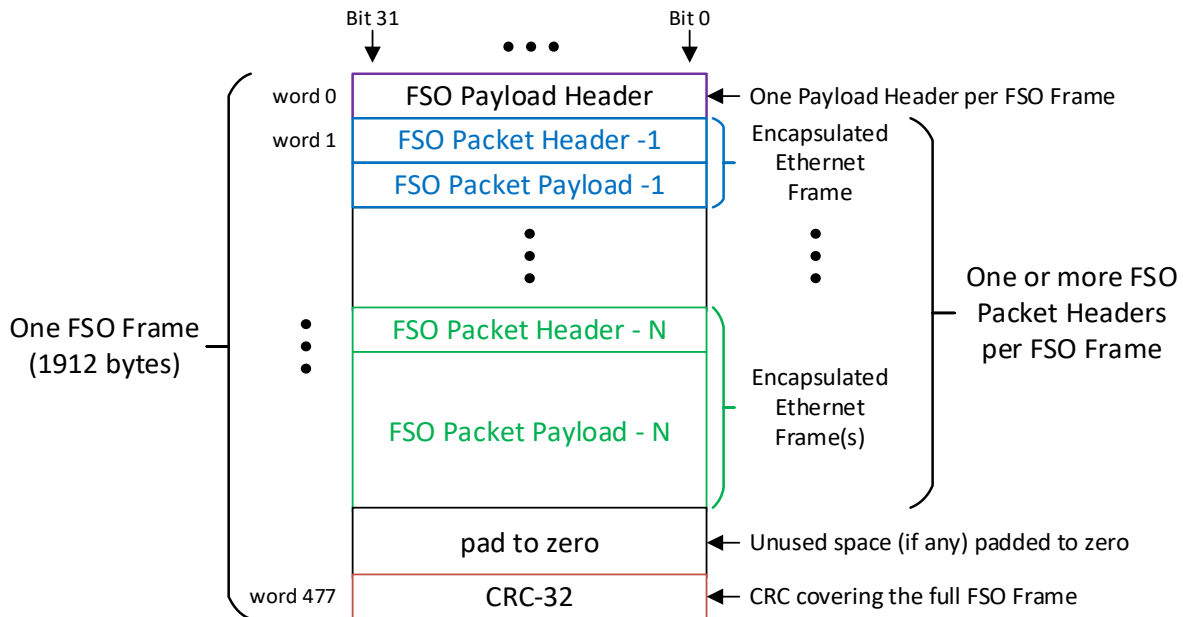 Bit 31
Bit 0
word 0
FSO Payload Header
One Payload Header per FSO Frame
word 1
FSO Packet Header -1
FSO Packet Payload -1
Encapsulated
Ethernet
Frame
One FSO Frame
(1912 bytes)
FSO Packet Header - N
FSO Packet Payload - N
Encapsulated
Ethernet
Frame(s)
One or more FSO
Packet Headers
per FSO Frame
pad to zero
Unused space (if any) padded to zero
word 477
CRC-32
CRC covering the full FSO Frame